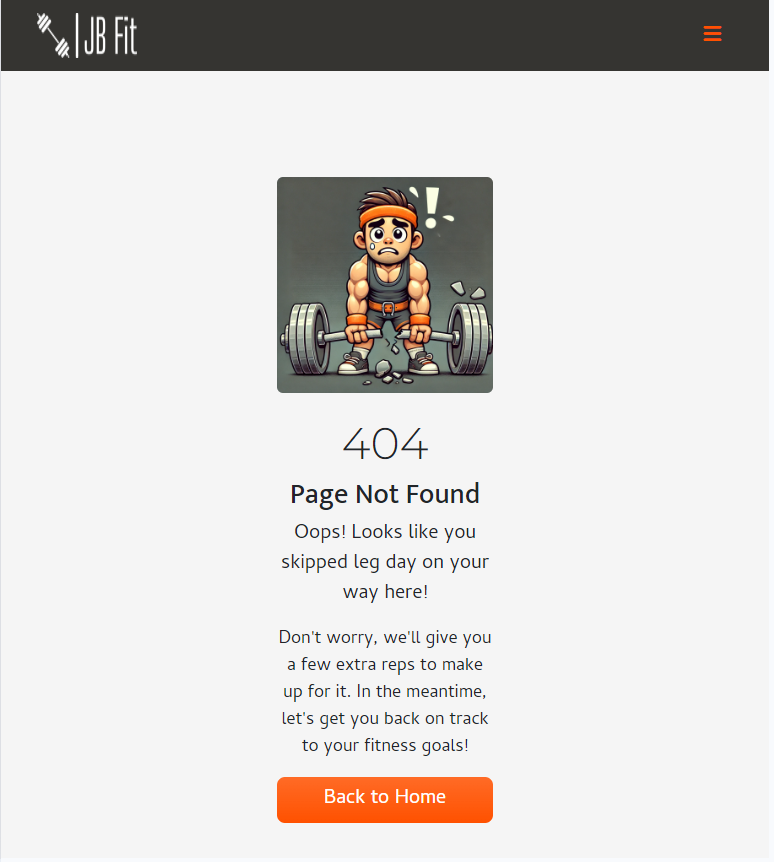 JB Fit
!
404
Page Not Found
Oops! Looks like you
skipped leg day on your
way here!
Don't worry, we'll give you
a few extra reps to make
up for it. In the meantime,
let's get you back on track
to your fitness goals!
Back to Home